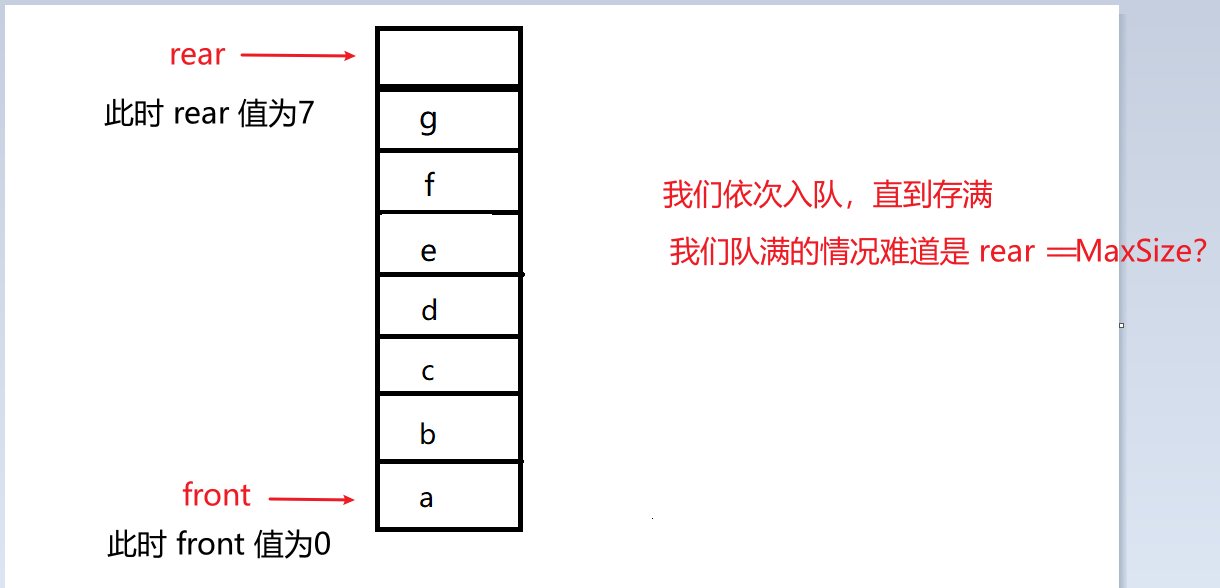 rear
此时 rear 值为7
g
f
我们依次入队，直到存满
e
我们队满的情况难道是 rear ==MaxSize?
d
c
b
front
a
此时 front 值为0